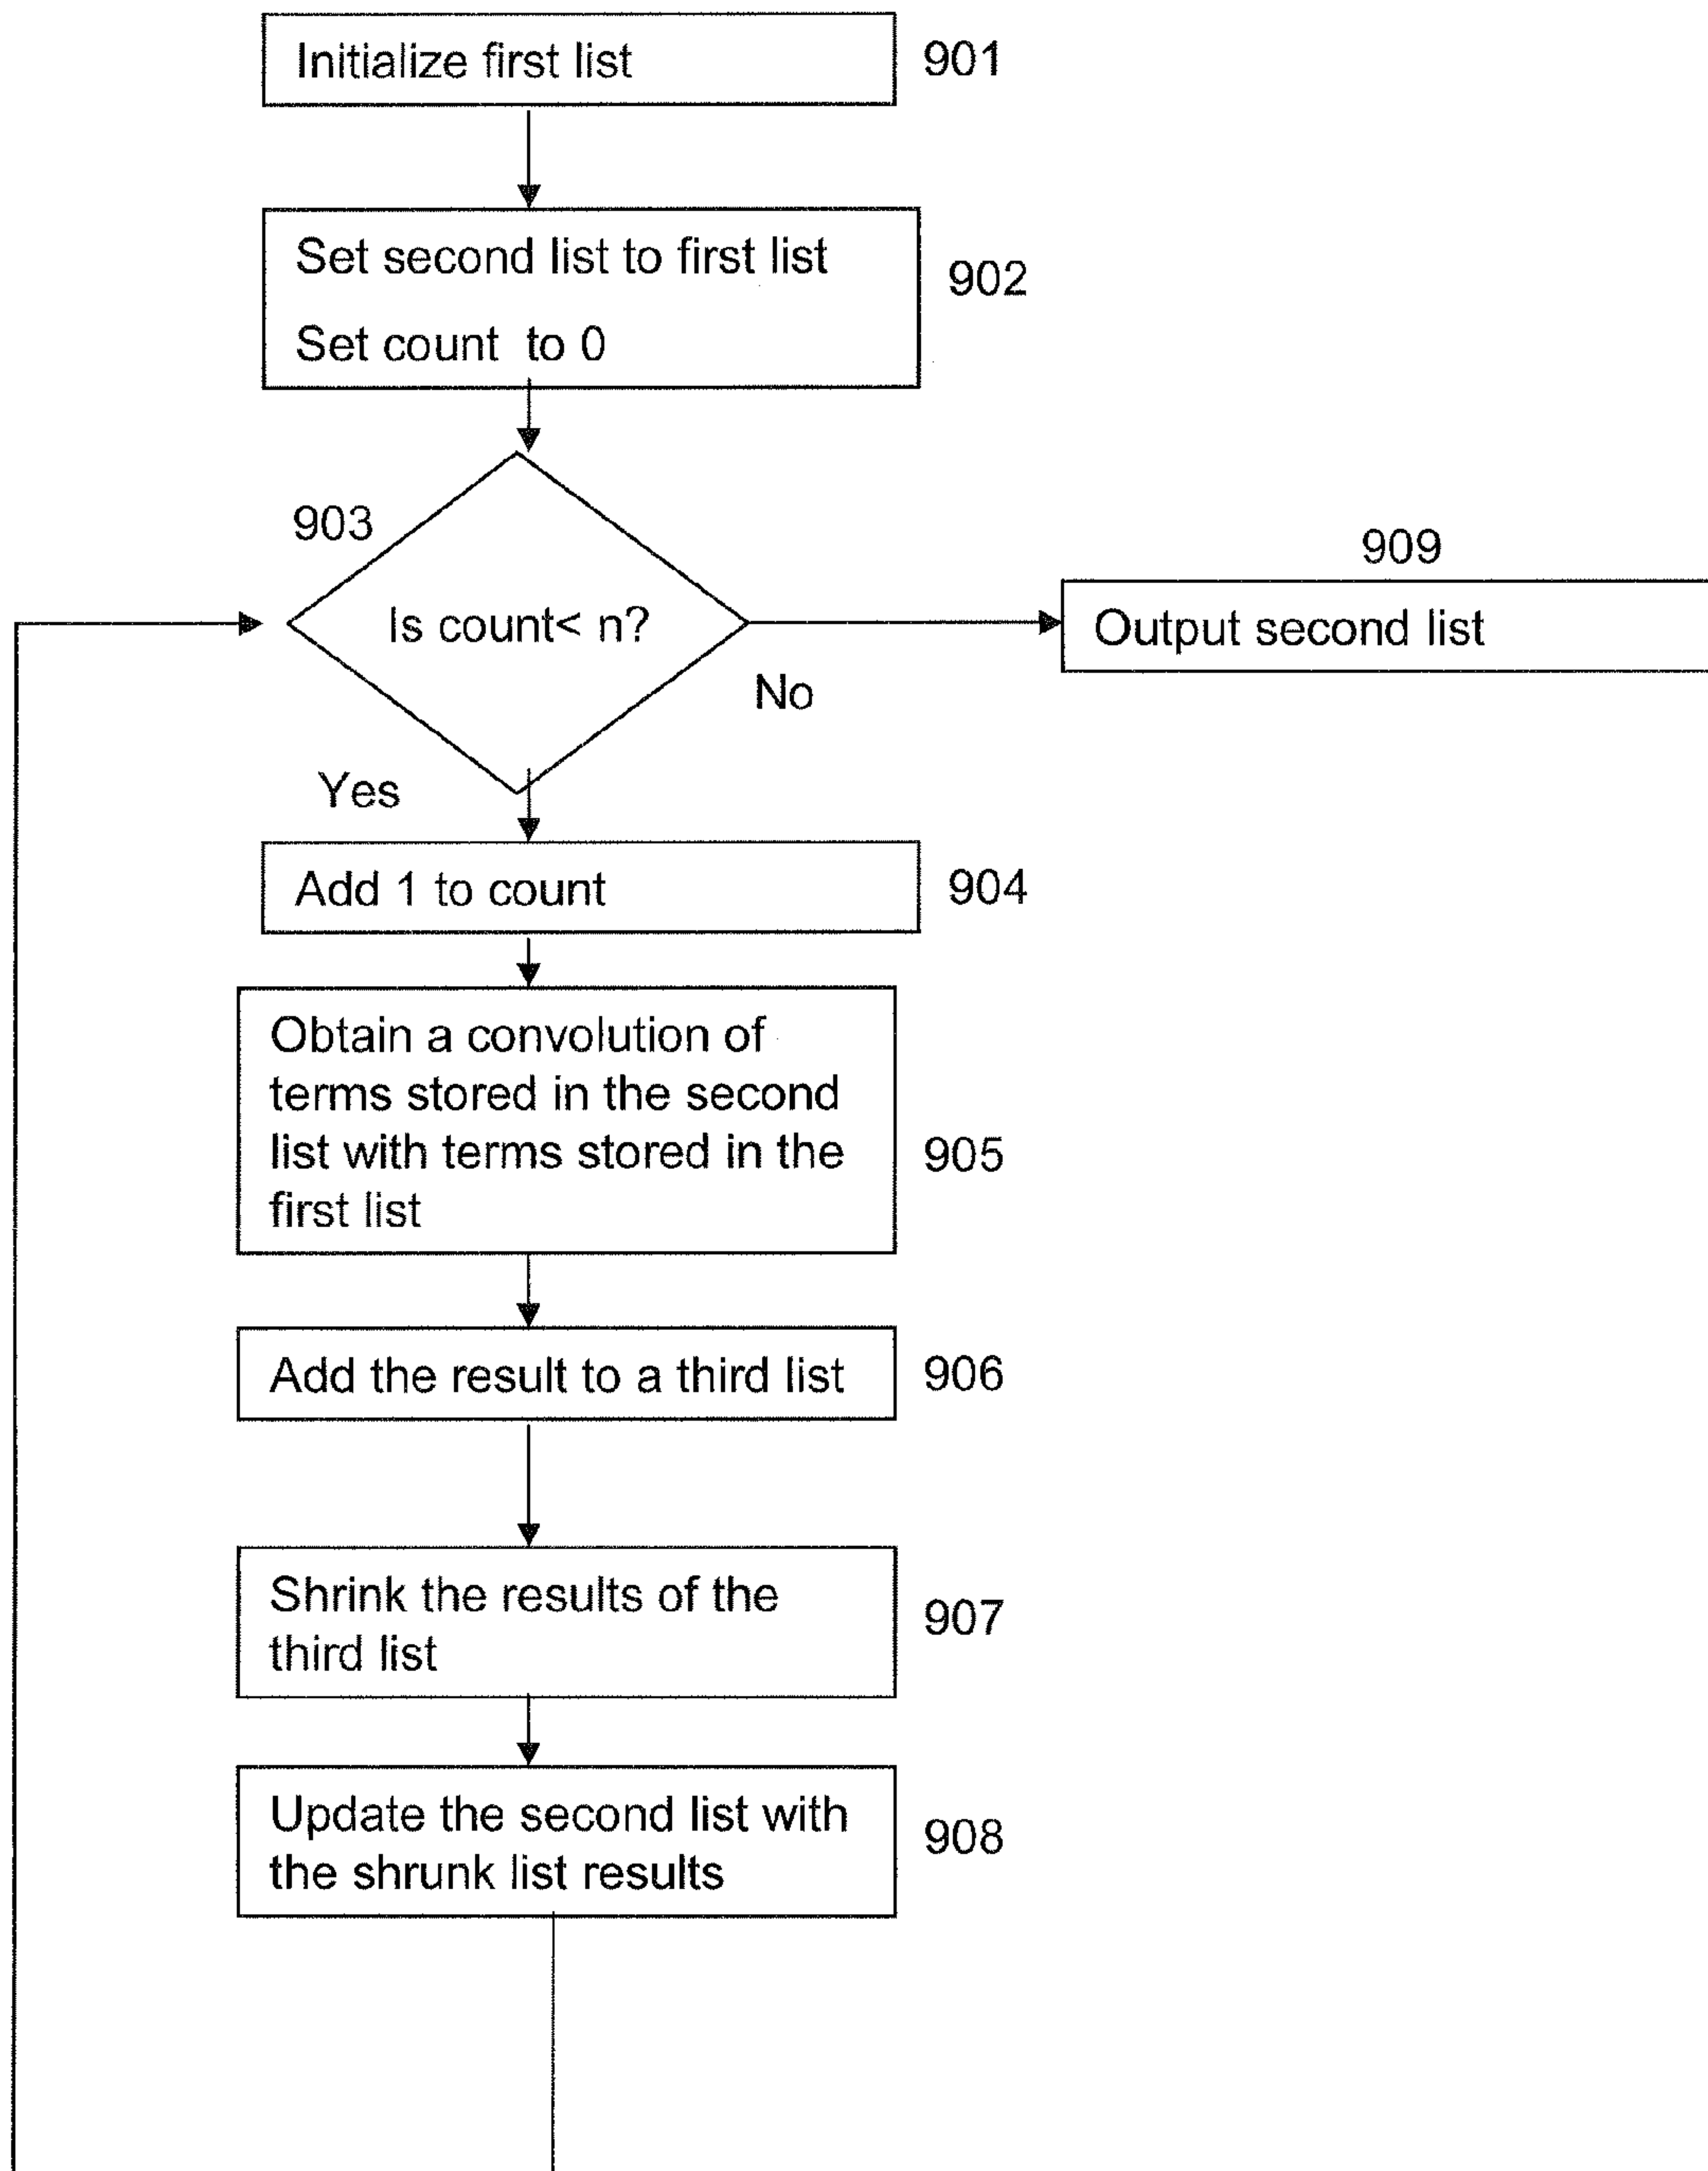 Initialize first list
901
Set second list to first list
Set count to 0
902
903
Is count< n?
No
909
Output second list
Yes
Add 1 to count
904
Obtain a convolution of
terms stored in the second
list with terms stored in the
first list
905
Add the result to a third list
906
Shrink the results of the
third list
907
Update the second list with
the shrunk list results
908